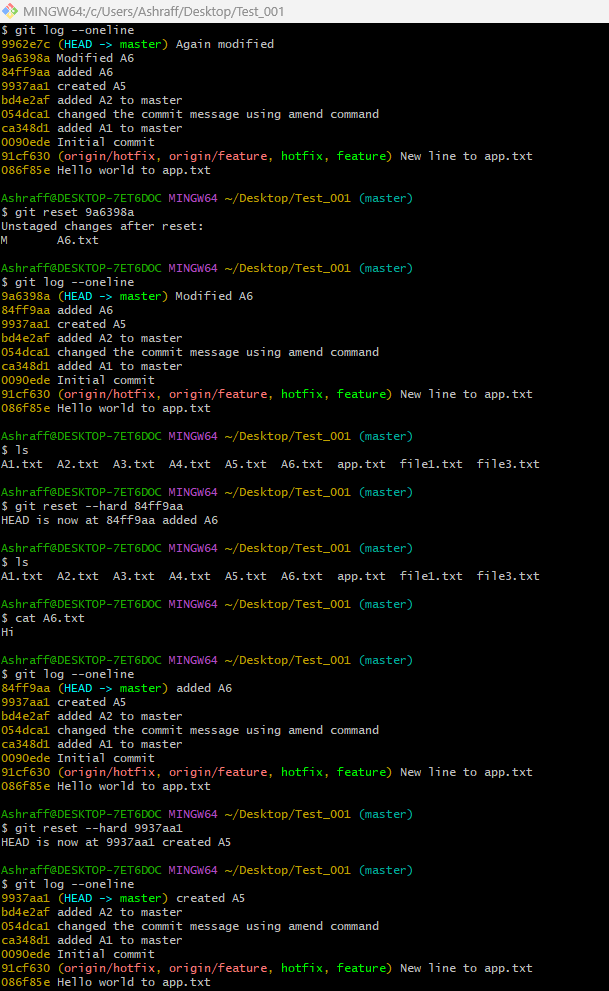 MINGW64:/c/Users/Ashraff/Desktop/Test_001
$ git log --oneline
9962e7c (HEAD -> master) Again modified
9a6398a Modified A6
84ff9aa added A6
9937aa1 created A5
bd4e2af added A2 to master
054dca1 changed the commit message using amend command
ca348d1 added A1 to master
0090ede Initial commit
91cf630 (origin/hotfix, origin/feature, hotfix, feature) New line to app.txt
086f85e Hello world to app.txt
Ashraff@DESKTOP-7ET6DOC MINGW64 ~/Desktop/Test_001 (master)
$ git reset 9a6398a
Unstaged changes after reset:
M       A6.txt
Ashraff@DESKTOP-7ET6DOC MINGW64 ~/Desktop/Test_001 (master)
$ git log --oneline
9a6398a (HEAD -> master) Modified A6
84ff9aa added A6
9937aa1 created A5
bd4e2af added A2 to master
054dca1 changed the commit message using amend command
ca348d1 added A1 to master
0090ede Initial commit
91cf630 (origin/hotfix, origin/feature, hotfix, feature) New line to app.txt
086f85e Hello world to app.txt
Ashraff@DESKTOP-7ET6DOC MINGW64 ~/Desktop/Test_001 (master)
$ ls
A1.txt  A2.txt  A3.txt  A4.txt  A5.txt  A6.txt  app.txt  file1.txt  file3.txt
Ashraff@DESKTOP-7ET6DOC MINGW64 ~/Desktop/Test_001 (master)
$ git reset --hard 84ff9aa
HEAD is now at 84ff9aa added A6
Ashraff@DESKTOP-7ET6DOC MINGW64 ~/Desktop/Test_001 (master)
$ ls
A1.txt  A2.txt  A3.txt  A4.txt  A5.txt  A6.txt  app.txt  file1.txt  file3.txt
Ashraff@DESKTOP-7ET6DOC MINGW64 ~/Desktop/Test_001 (master)
$ cat A6.txt
Hi
Ashraff@DESKTOP-7ET6DOC MINGW64 ~/Desktop/Test_001 (master)
$ git log --oneline
84ff9aa (HEAD -> master) added A6
9937aa1 created A5
bd4e2af added A2 to master
054dca1 changed the commit message using amend command
ca348d1 added A1 to master
0090ede Initial commit
91cf630 (origin/hotfix, origin/feature, hotfix, feature) New line to app.txt
086f85e Hello world to app.txt
Ashraff@DESKTOP-7ET6DOC MINGW64 ~/Desktop/Test_001 (master)
$ git reset --hard 9937aa1
HEAD is now at 9937aa1 created A5
Ashraff@DESKTOP-7ET6DOC MINGW64 ~/Desktop/Test_001 (master)
$ git log --oneline
9937aa1 (HEAD -> master) created A5
bd4e2af added A2 to master
054dca1 changed the commit message using amend command
ca348d1 added A1 to master
0090ede Initial commit
91cf630 (origin/hotfix, origin/feature, hotfix, feature) New line to app.txt
086f85e Hello world to app.txt